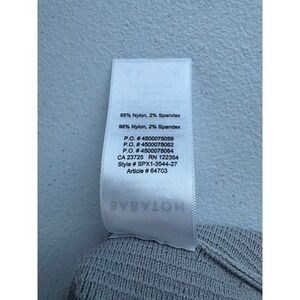 98% Nylon, 2% Spandex
98% Nylon, 2% Spandex
P.O. # 4500075059
P.O. # 4500075062
P.O. # 4500075064
CA 23725 RN 122354
Style # SPX1-3544-27
Article # 64703
BABATON